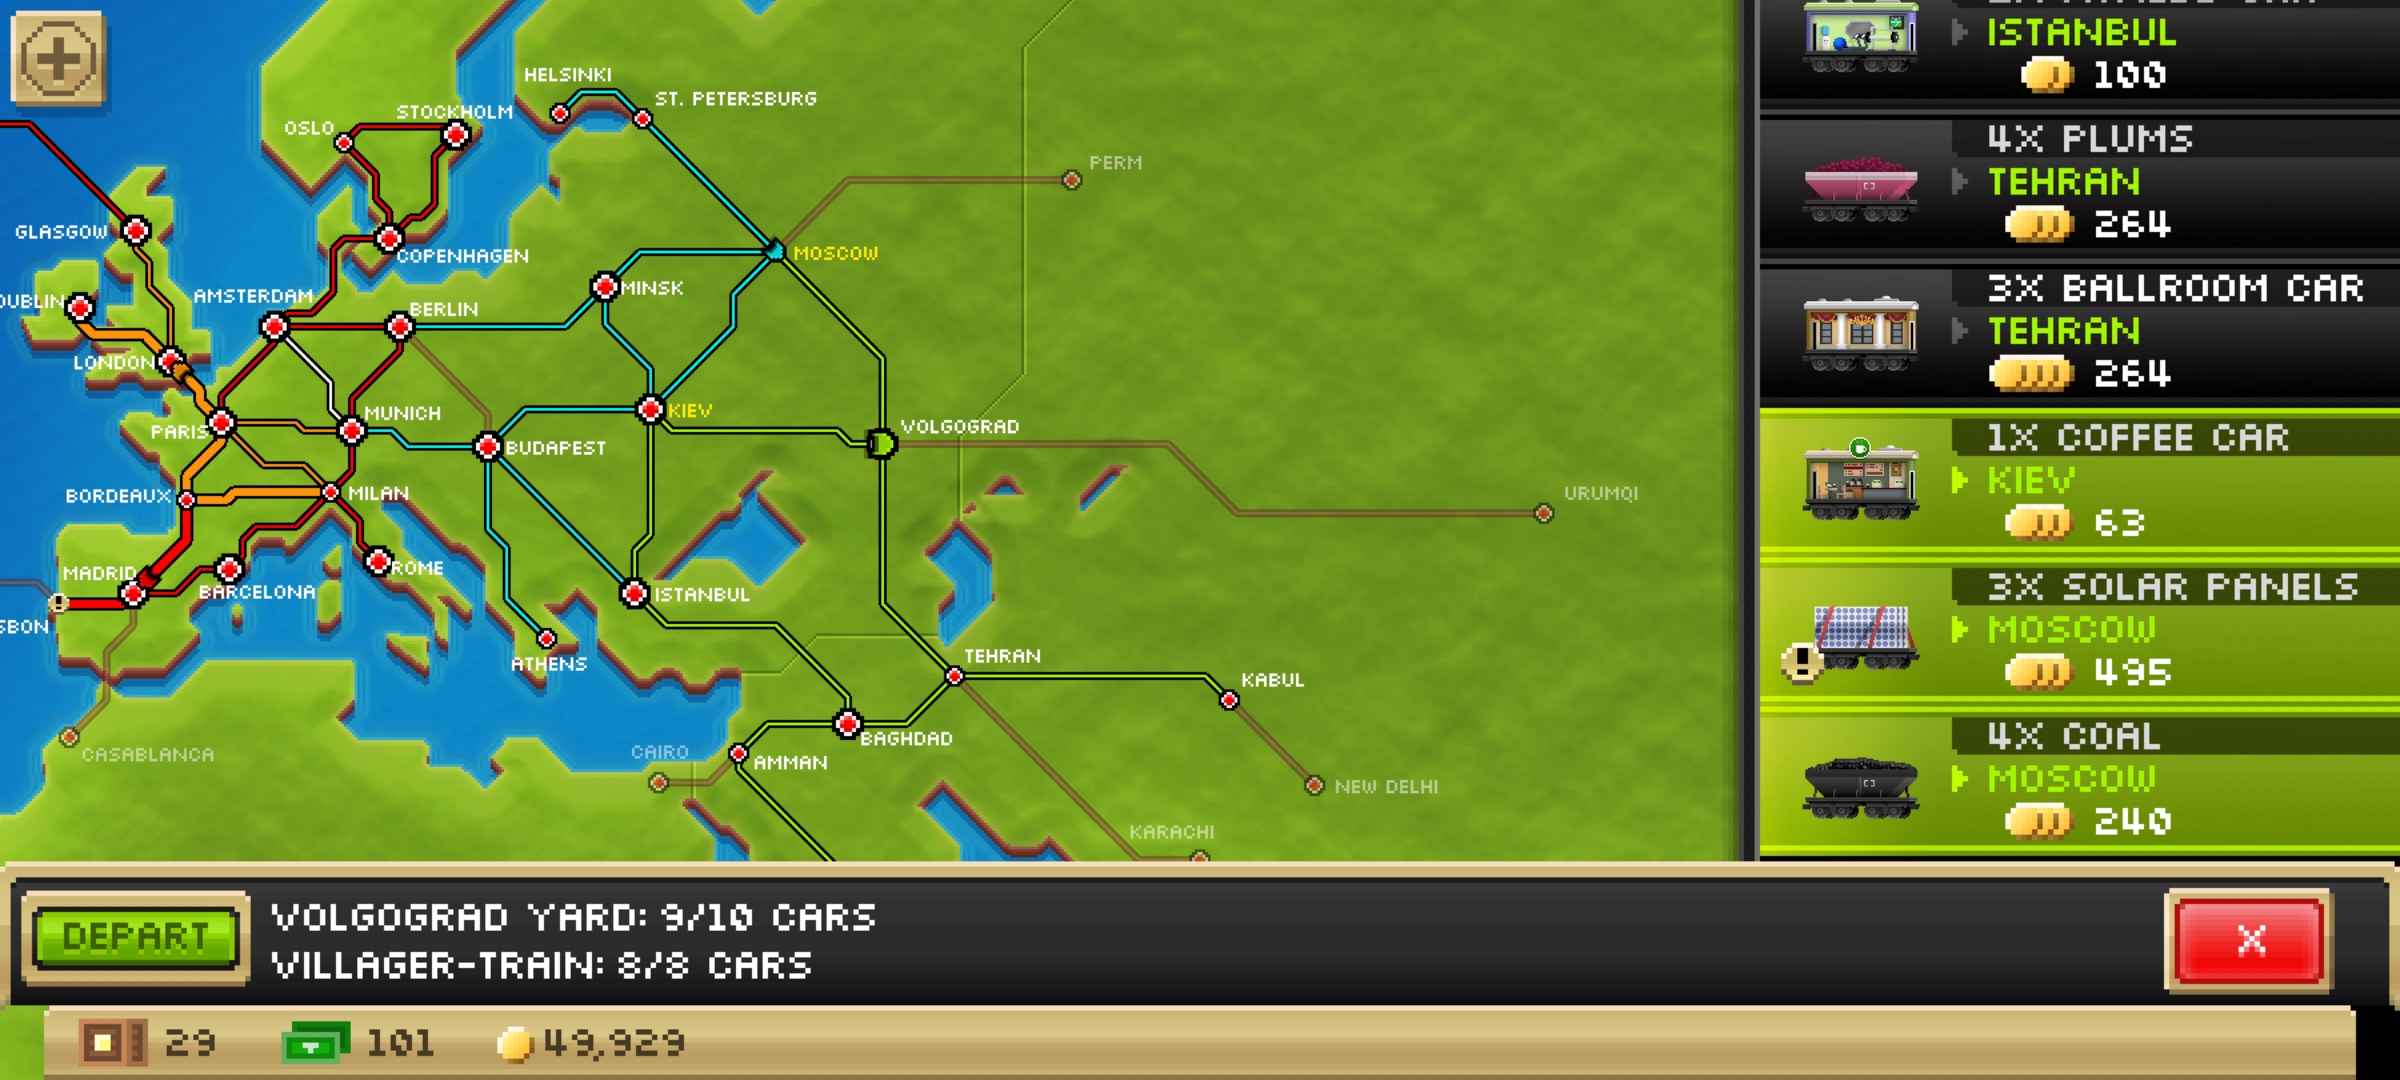 HELSINKI
ST. PETERSBURG
STOCKHOLM
OSLO
PERM
GLASGOW
COPENHAGEN
MOSCOW
MINSK
AMSTERDAM
BERLIN
LONDON
MUNICH
KIEV
PARIS
BUDAPEST
VOLGOGRAD
BORDEAUX
MILAN
URUMQI
MADRID
ROME
BARCELONA
ISTANBUL
ATHENS
TEHRAN
KABUL
CASABLANCA
CAIRO
BAGHDAD
AMMAN
NEW DELHI
KARACHI
ISTANBUL
100
4X PLUMS
TEHRAN
264
3X BALLROOM CAR
TEHRAN
264
1X COFFEE CAR
KIEV
63
3X SOLAR PANELS
MOSCOW
495
4X COAL
MOSCOW
240
DEPART
VOLGOGRAD YARD: 9/10 CARS
VILLAGER-TRAIN: 8/8 CARS
X
29
101
49,929